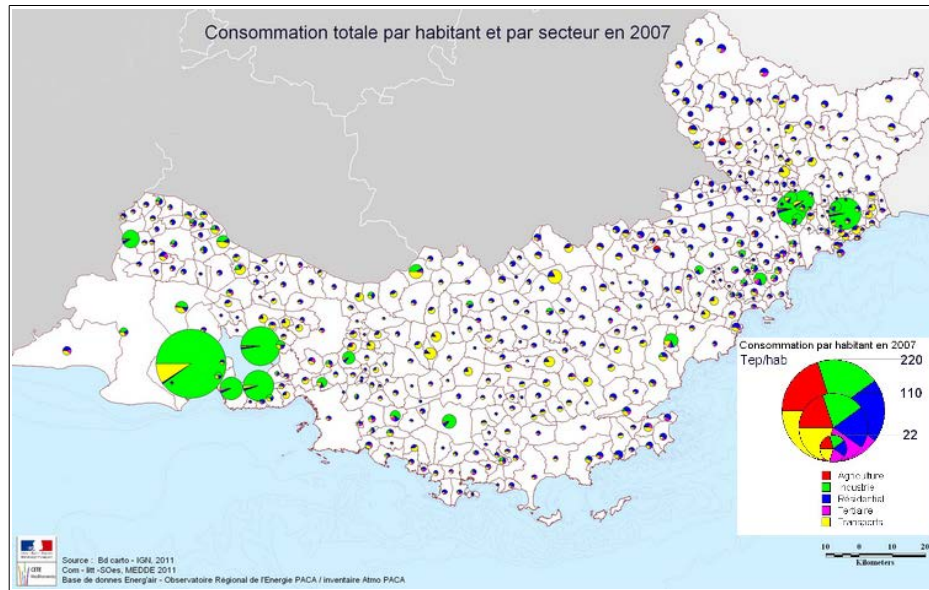 Consommation totale par habitant et par secteur en 2007
Consommation par habitant en 2007
Tep/hab
220
110
22
Agriculture
Industrie
Résidentiel
Tertiaire
Transports
10 0 10 20
Kilometers
Source : Bd carto - IGN, 2011
Com - litt -SOes, MEDDE 2011
Base de donnes Energ'air - Observatoire Régional de l'Energie PACA / inventaire Atmo PACA